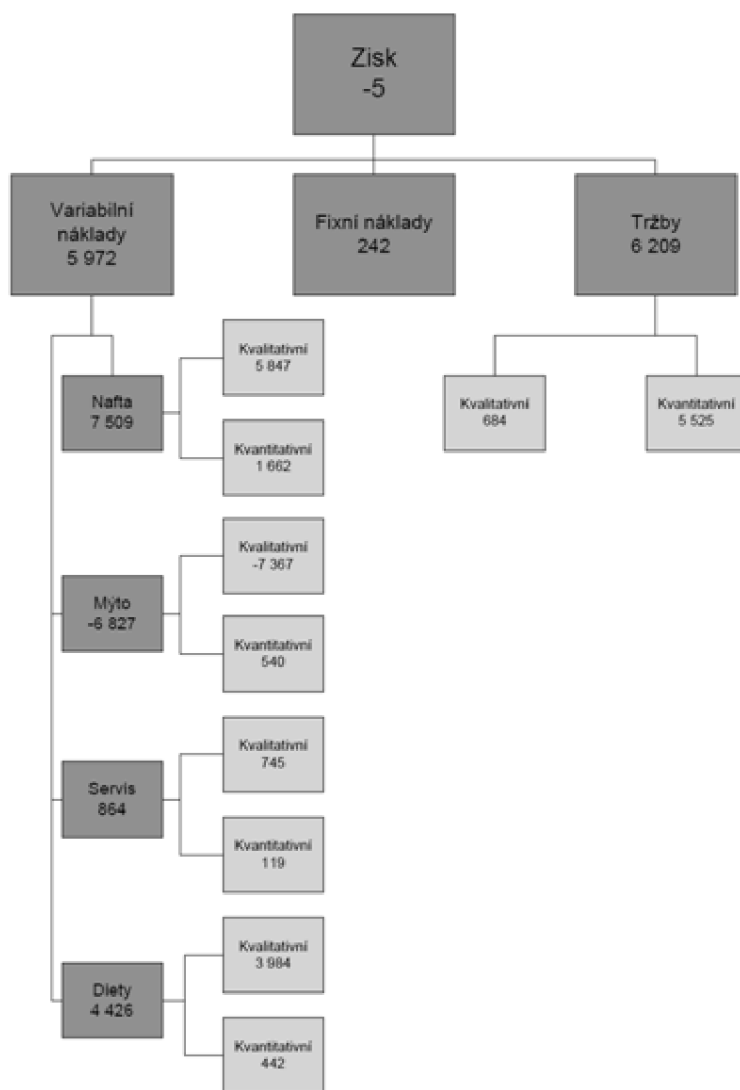 Zisk
-5
Variabilní
náklady
5 972
Fixní náklady
242
Tržby
6 209
Kvalitativní
5 847
Nafta
7 509
Kvantitativní
1 662
Kvalitativní
684
Kvantitativní
5 525
Kvalitativní
-7 367
Mýto
-6 827
Kvantitativní
540
Kvalitativní
745
Servis
864
Kvantitativní
119
Kvalitativní
3 984
Diety
4 426
Kvantitativní
442